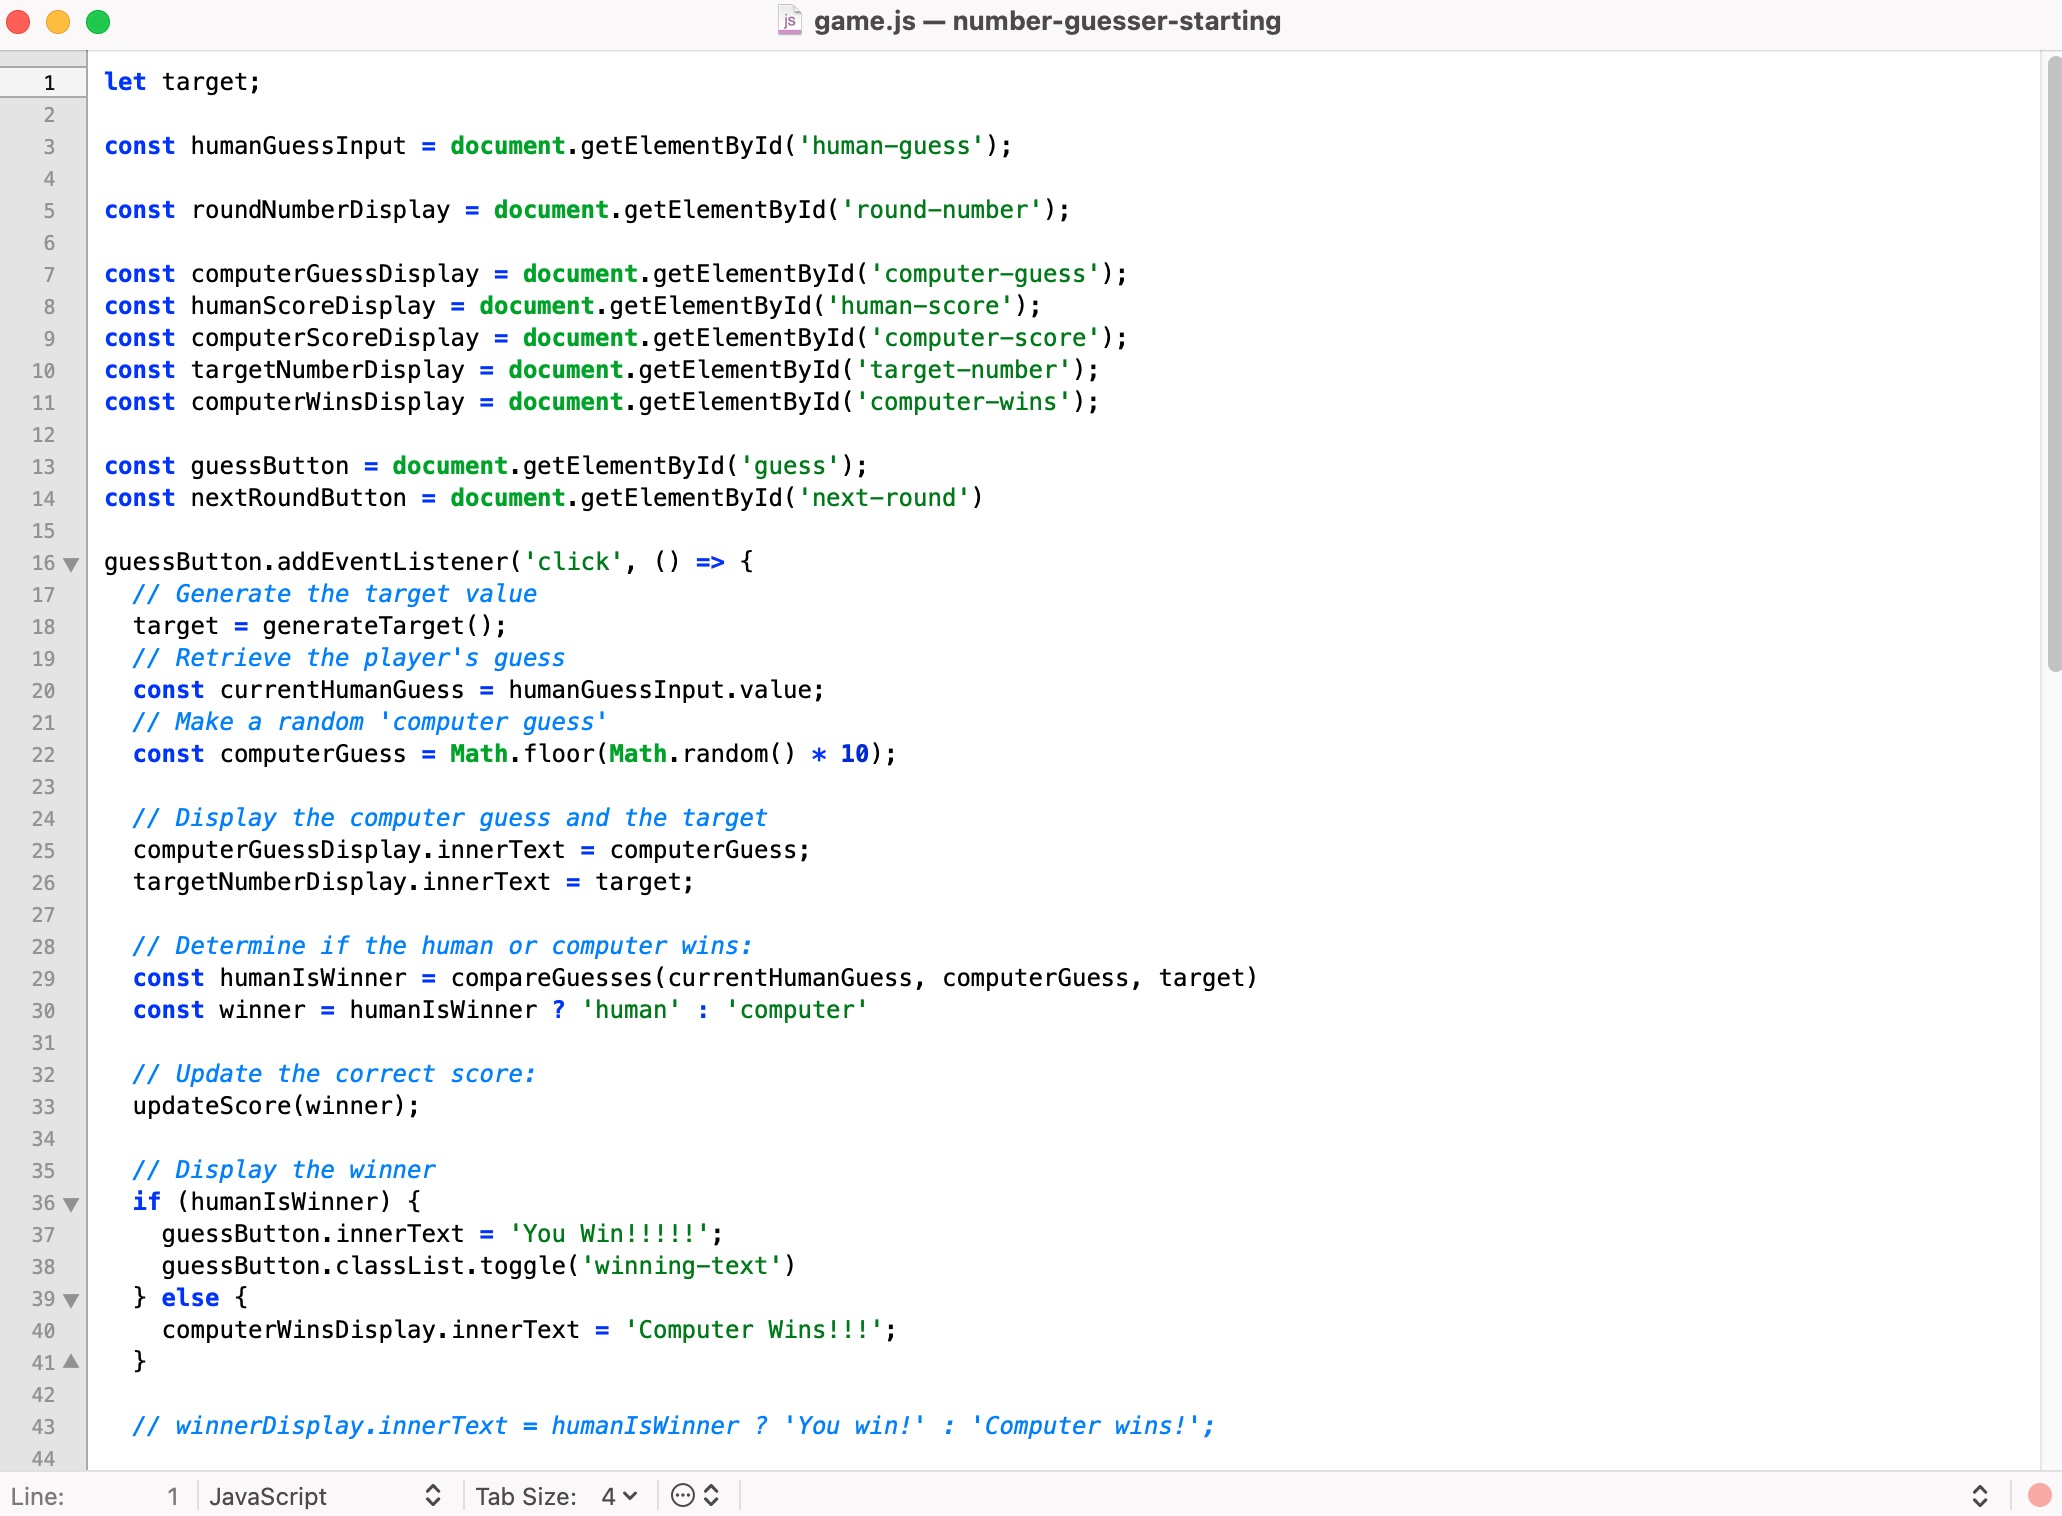 game.js — number-guesser-starting
1 let target;
2
3 const humanGuessInput = document.getElementById('human-guess');
4
5 const roundNumberDisplay = document.getElementById('round-number');
6
7 const computerGuessDisplay = document.getElementById('computer-guess');
8 const humanScoreDisplay = document.getElementById('human-score');
9 const computerScoreDisplay = document.getElementById('computer-score');
10 const targetNumberDisplay = document.getElementById('target-number');
11 const computerWinsDisplay = document.getElementById('computer-wins');
12
13 const guessButton = document.getElementById('guess');
14 const nextRoundButton = document.getElementById('next-round')
15
16 guessButton.addEventListener('click', () => {
17   // Generate the target value
18   target = generateTarget();
19   // Retrieve the player's guess
20   const currentHumanGuess = humanGuessInput.value;
21   // Make a random 'computer guess'
22   const computerGuess = Math.floor(Math.random() * 10);
23
24   // Display the computer guess and the target
25   computerGuessDisplay.innerText = computerGuess;
26   targetNumberDisplay.innerText = target;
27
28   // Determine if the human or computer wins:
29   const humanIsWinner = compareGuesses(currentHumanGuess, computerGuess, target)
30   const winner = humanIsWinner ? 'human' : 'computer'
31
32   // Update the correct score:
33   updateScore(winner);
34
35   // Display the winner
36   if (humanIsWinner) {
37     guessButton.innerText = 'You Win!!!!!';
38     guessButton.classList.toggle('winning-text')
39   } else {
40     computerWinsDisplay.innerText = 'Computer Wins!!!';
41   }
42
43   // winnerDisplay.innerText = humanIsWinner ? 'You win!' : 'Computer wins!';
44
Line: 1 JavaScript Tab Size: 4